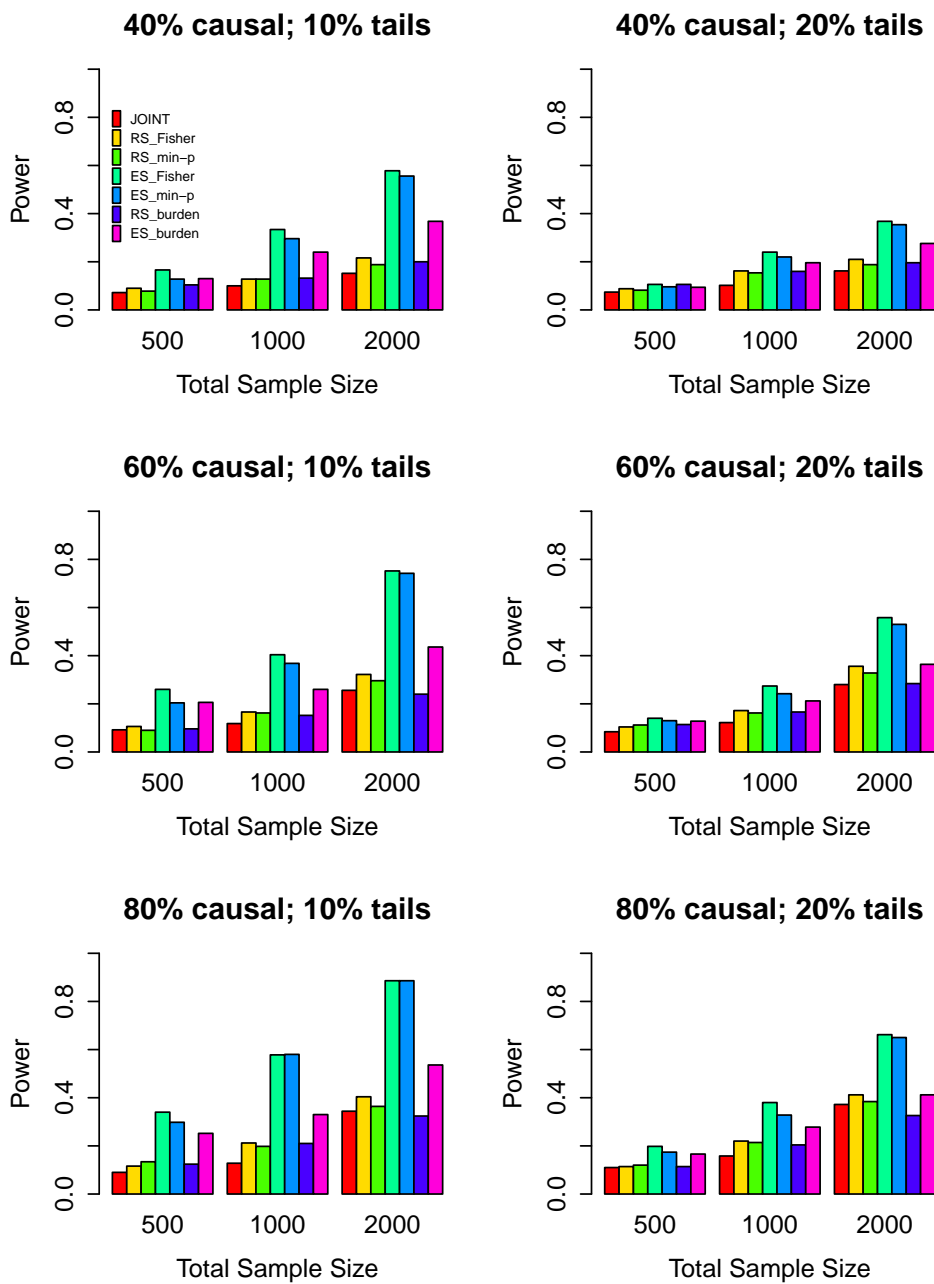 40% causal; 10% tails
Power
0.0 0.4 0.8
JOINT
RS_Fisher
RS_min−p
ES_Fisher
ES_min−p
RS_burden
ES_burden
500 1000 2000
Total Sample Size
40% causal; 20% tails
Power
0.0 0.4 0.8
500 1000 2000
Total Sample Size
60% causal; 10% tails
Power
0.0 0.4 0.8
500 1000 2000
Total Sample Size
60% causal; 20% tails
Power
0.0 0.4 0.8
500 1000 2000
Total Sample Size
80% causal; 10% tails
Power
0.0 0.4 0.8
500 1000 2000
Total Sample Size
80% causal; 20% tails
Power
0.0 0.4 0.8
500 1000 2000
Total Sample Size